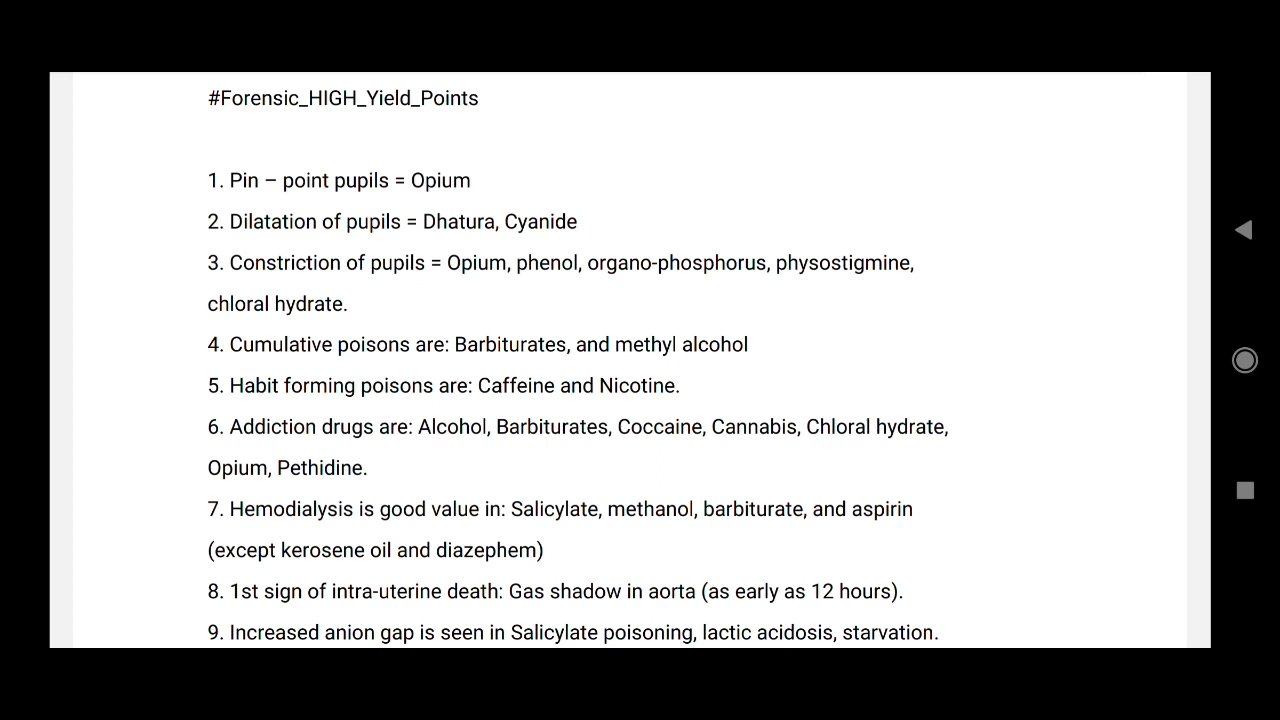 #Forensic_HIGH_Yield_Points
1. Pin – point pupils = Opium
2. Dilatation of pupils = Dhatura, Cyanide
3. Constriction of pupils = Opium, phenol, organo-phosphorus, physostigmine,
chloral hydrate.
4. Cumulative poisons are: Barbiturates, and methyl alcohol
5. Habit forming poisons are: Caffeine and Nicotine.
6. Addiction drugs are: Alcohol, Barbiturates, Coccaine, Cannabis, Chloral hydrate,
Opium, Pethidine.
7. Hemodialysis is good value in: Salicylate, methanol, barbiturate, and aspirin
(except kerosene oil and diazephem)
8. 1st sign of intra-uterine death: Gas shadow in aorta (as early as 12 hours).
9. Increased anion gap is seen in Salicylate poisoning, lactic acidosis, starvation.